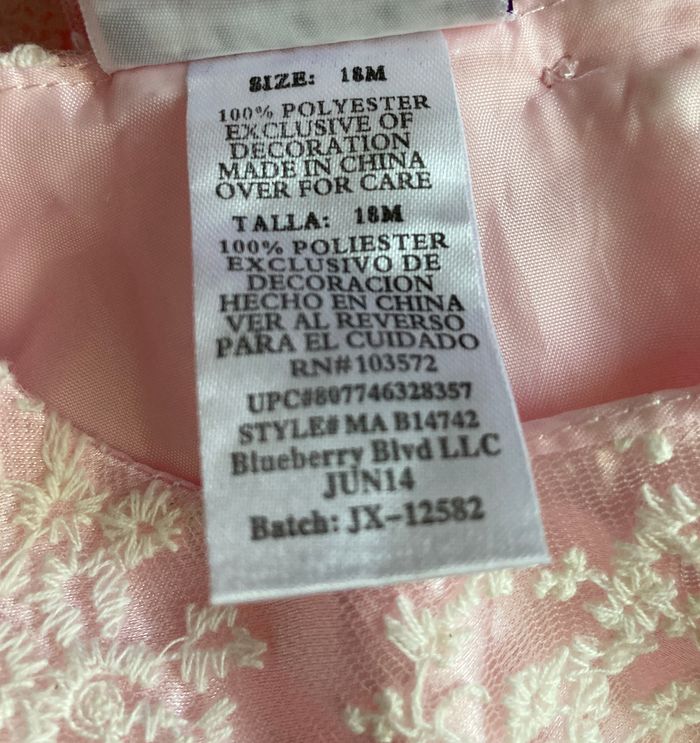 SIZE: 18M
100% POLYESTER
EXCLUSIVE OF
DECORATION
MADE IN CHINA
OVER FOR CARE
TALLA: 18M
100% POLIESTER
EXCLUSIVO DE
DECORACION
HECHO EN CHINA
VER AL REVERSO
PARA EL CUIDADO
RN# 103572
UPC#807746328357
STYLE# MA B14742
Blueberry Blvd LLC
JUN14
Batch: JX-12582